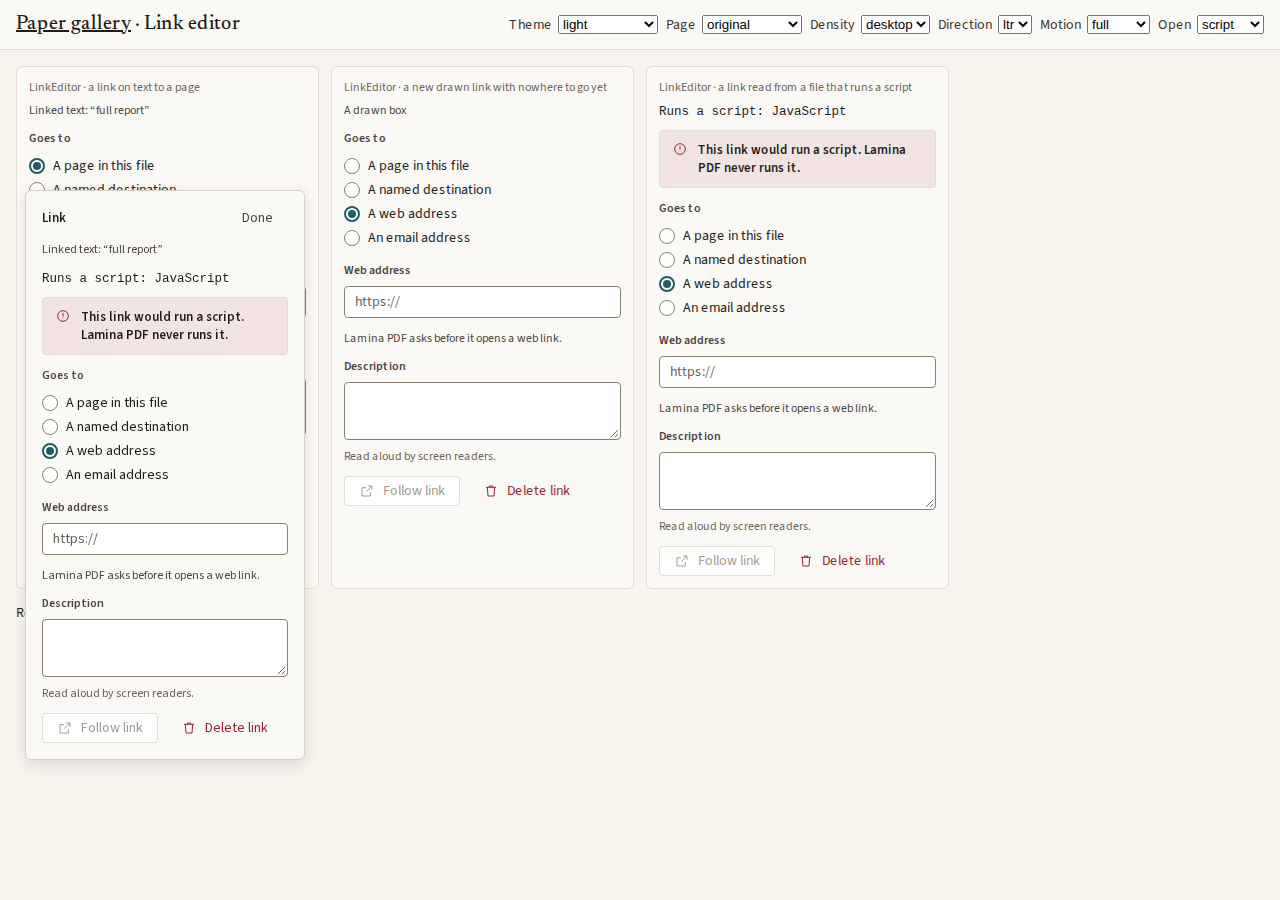 Paper gallery · Link editor
Theme light Page original Density desktop Direction ltr Motion full Open script
LinkEditor · a link on text to a page
Linked text: “full report”
Goes to
A page in this file
A named destination
Link Done
Linked text: “full report”
Runs a script: JavaScript
This link would run a script.
Lamina PDF never runs it.
Goes to
A page in this file
A named destination
A web address
An email address
Web address
https://
Lamina PDF asks before it opens a web link.
Description
Read aloud by screen readers.
Follow link Delete link
LinkEditor · a new drawn link with nowhere to go yet
A drawn box
Goes to
A page in this file
A named destination
A web address
An email address
Web address
https://
Lamina PDF asks before it opens a web link.
Description
Read aloud by screen readers.
Follow link Delete link
LinkEditor · a link read from a file that runs a script
Runs a script: JavaScript
This link would run a script. Lamina
PDF never runs it.
Goes to
A page in this file
A named destination
A web address
An email address
Web address
https://
Lamina PDF asks before it opens a web link.
Description
Read aloud by screen readers.
Follow link Delete link